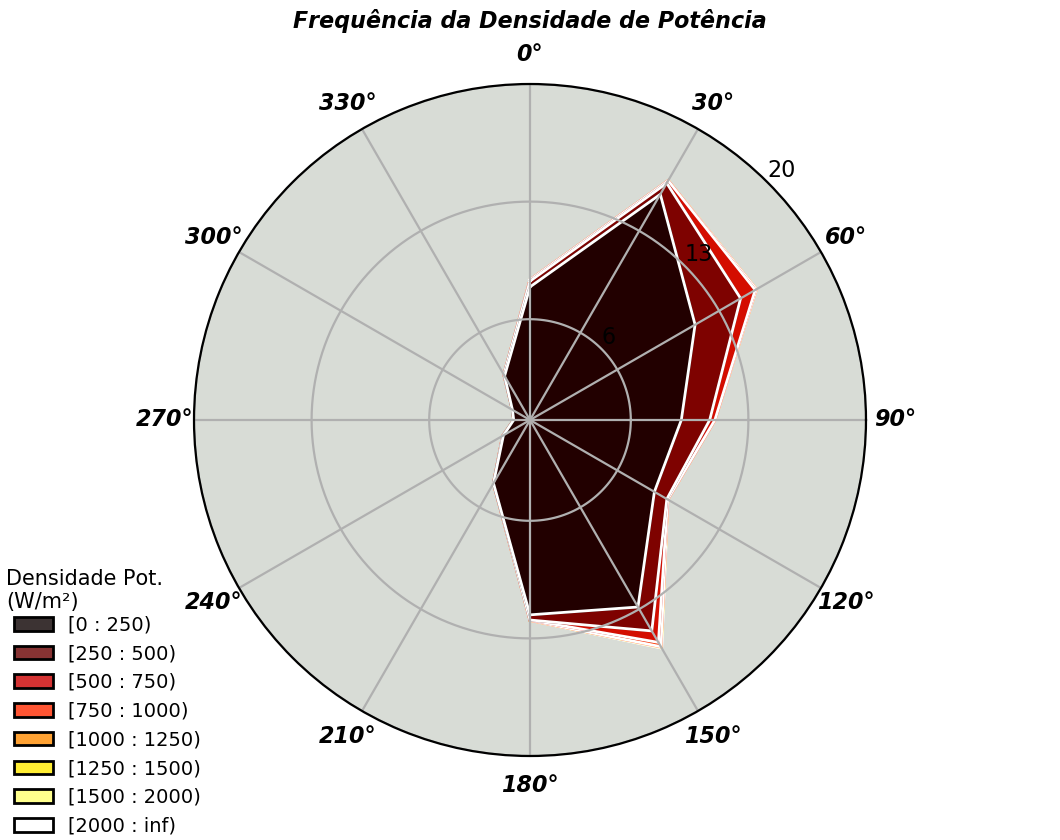 Frequência da Densidade de Potência
0°
330°
30°
20
300°
60°
13
6
270°
90°
240°
120°
210°
150°
180°
Densidade Pot.
(W/m²)
[0 : 250)
[250 : 500)
[500 : 750)
[750 : 1000)
[1000 : 1250)
[1250 : 1500)
[1500 : 2000)
[2000 : inf)